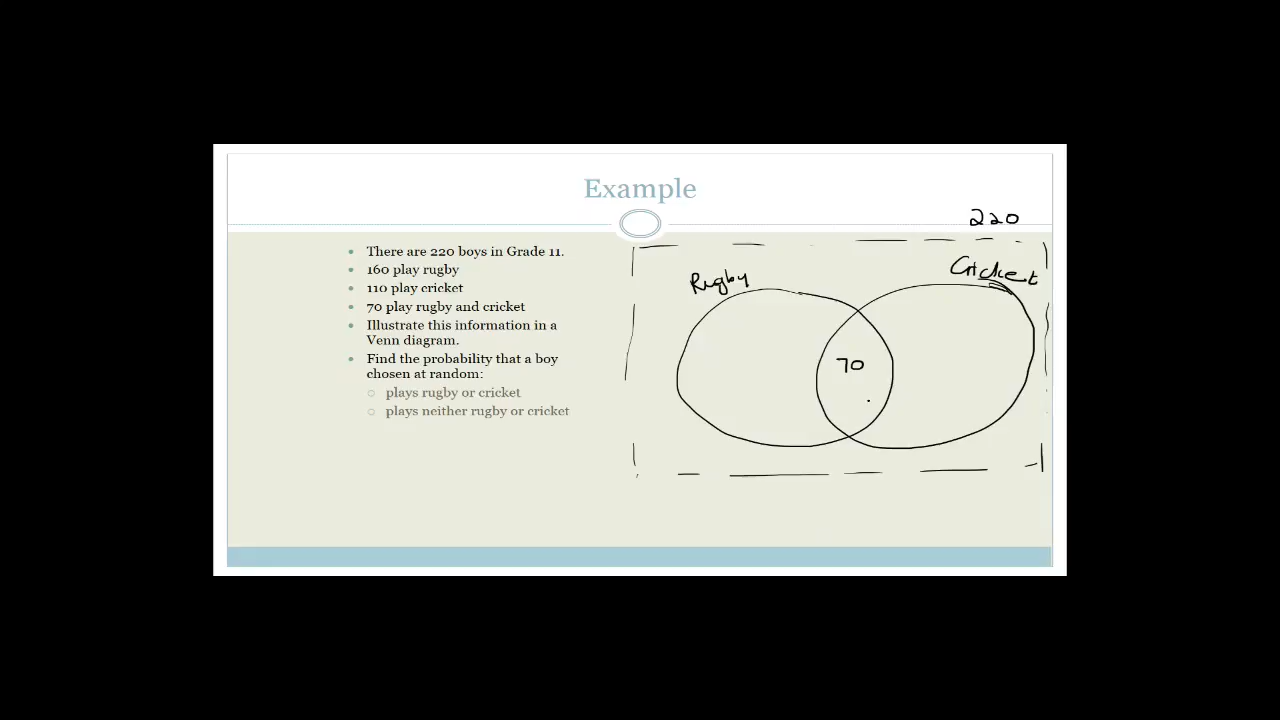 Example
220
There are 220 boys in Grade 11.
160 play rugby
110 play cricket
70 play rugby and cricket
Illustrate this information in a
Venn diagram.
Find the probability that a boy
chosen at random:
plays rugby or cricket
plays neither rugby or cricket
Rugby
Cricket
70